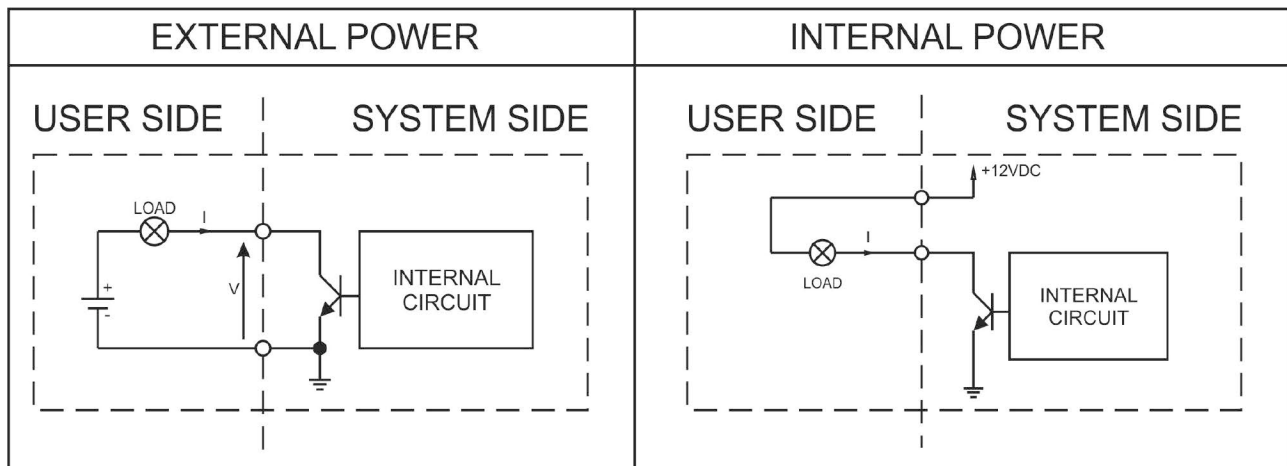 EXTERNAL POWER
INTERNAL POWER
USER SIDE
SYSTEM SIDE
LOAD
I
+
-
V
INTERNAL
CIRCUIT
USER SIDE
SYSTEM SIDE
+12VDC
I
LOAD
INTERNAL
CIRCUIT